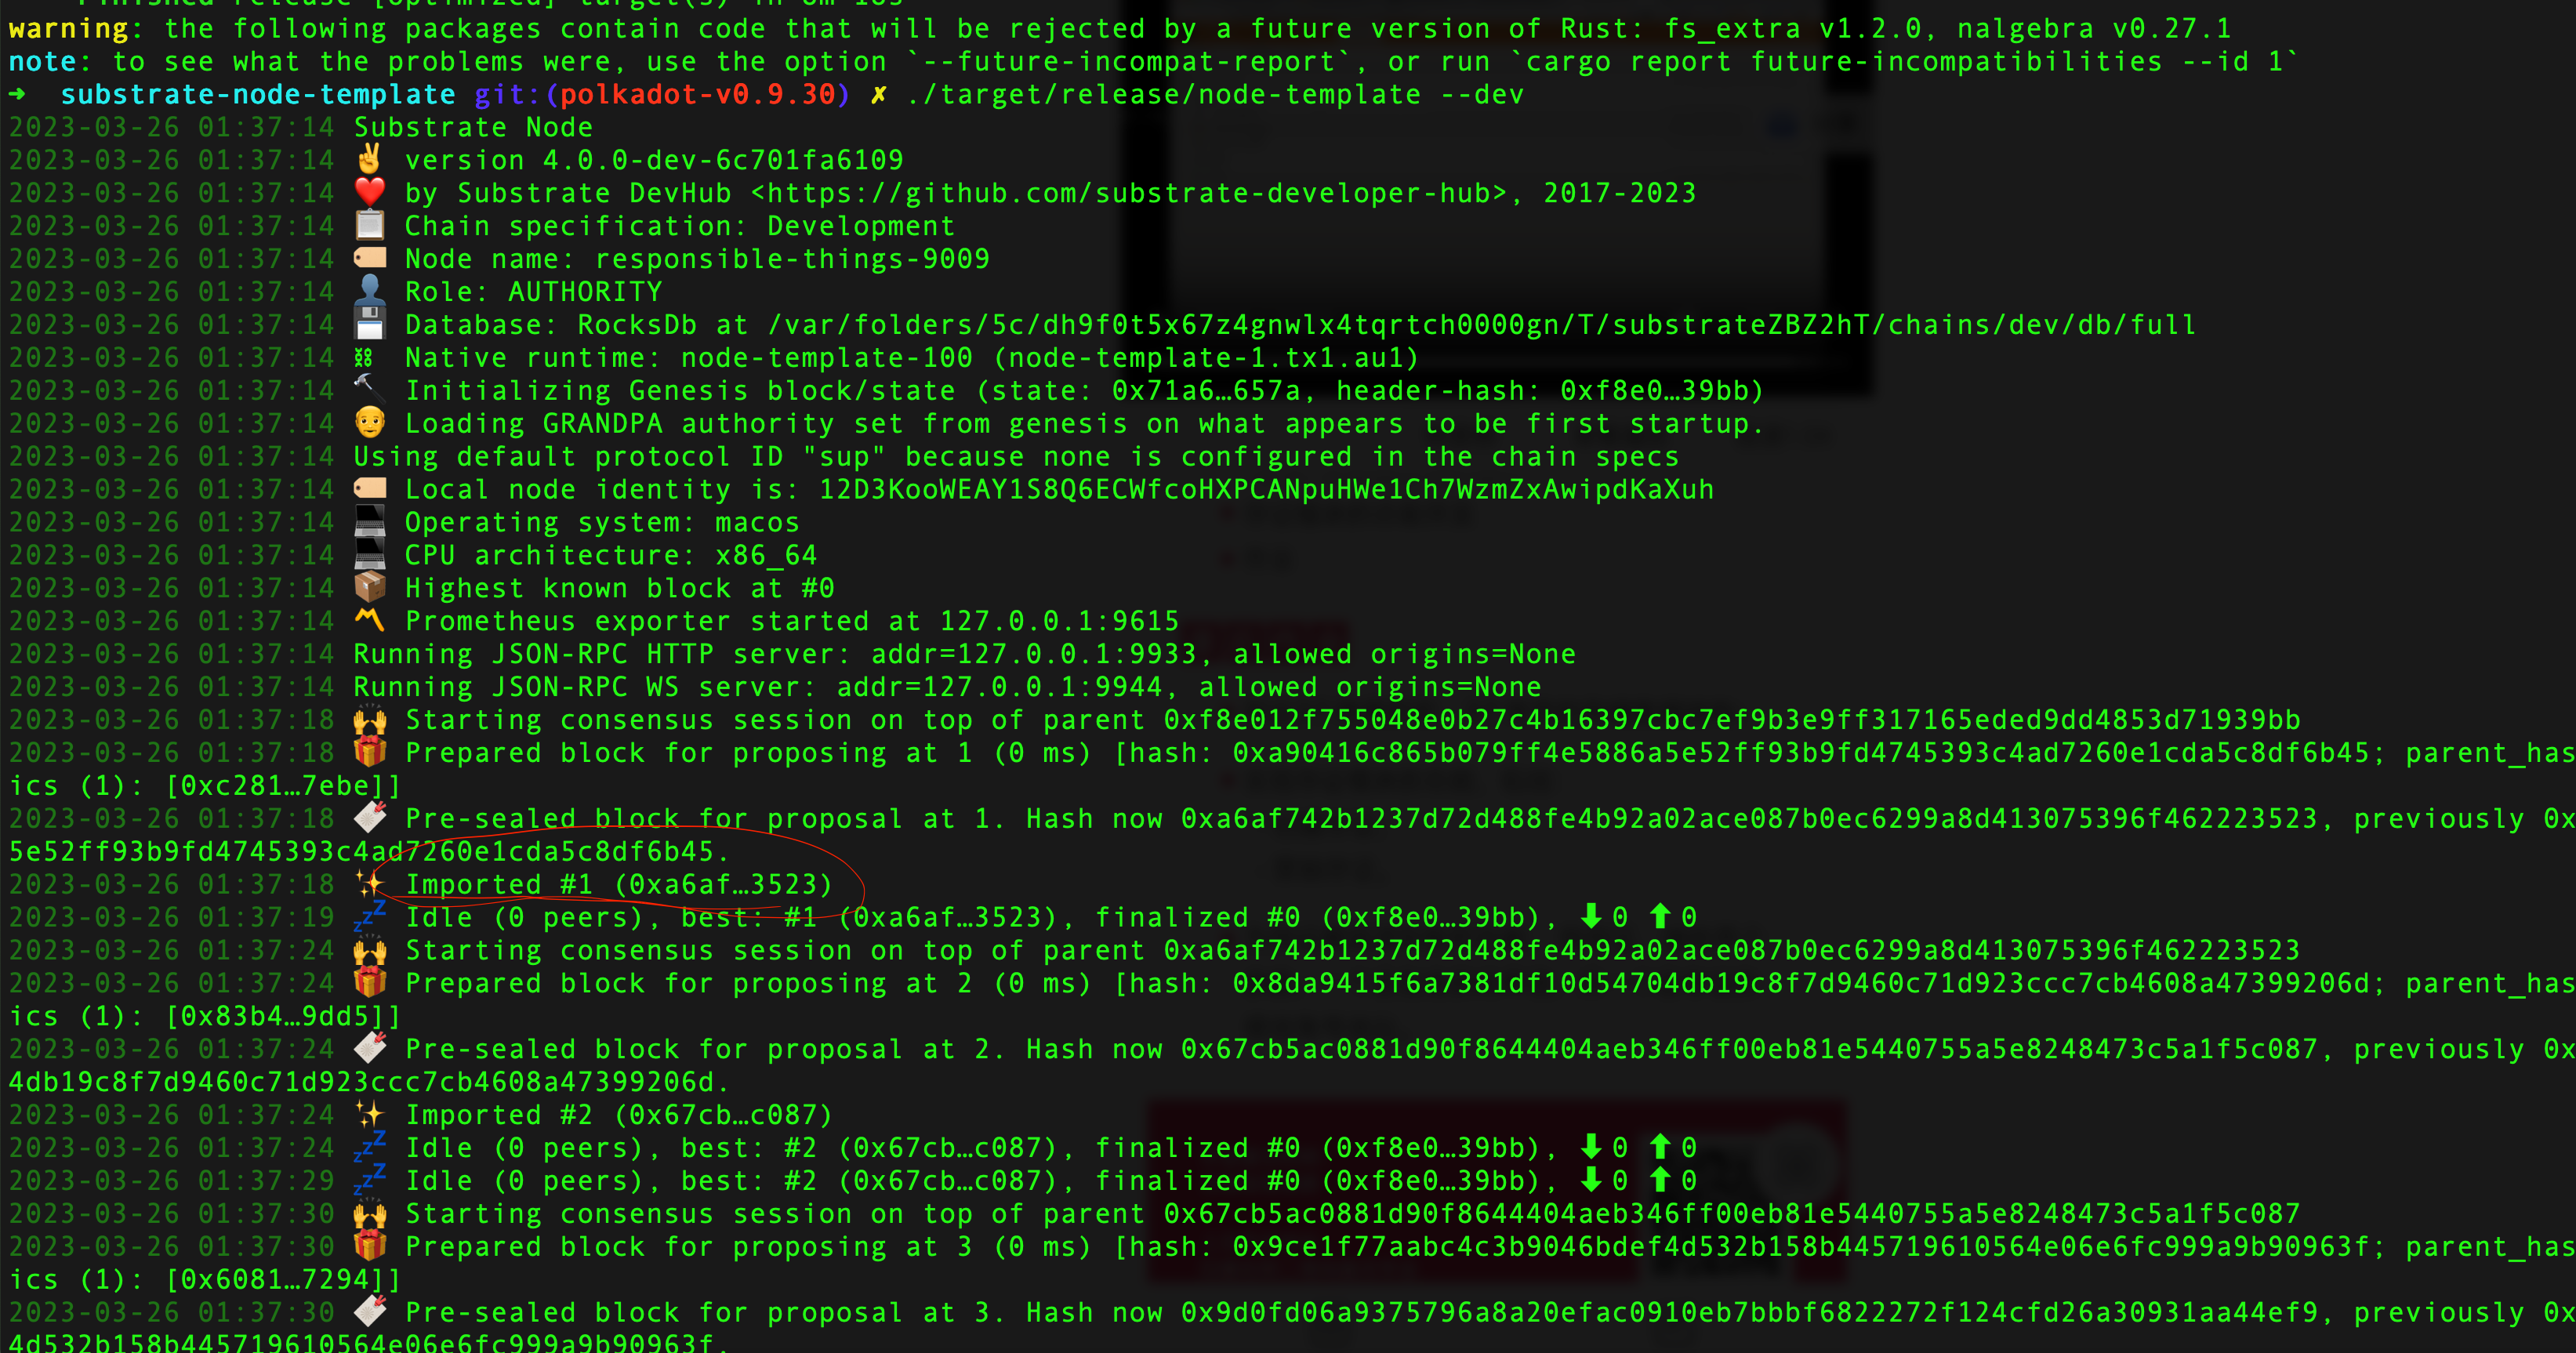 warning: the following packages contain code that will be rejected by a future version of Rust: fs_extra v1.2.0, nalgebra v0.27.1
note: to see what the problems were, use the option `--future-incompat-report`, or run `cargo report future-incompatibilities --id 1`
➜ substrate-node-template git:(polkadot-v0.9.30) ✗ ./target/release/node-template --dev
2023-03-26 01:37:14 Substrate Node
2023-03-26 01:37:14 ✌️ version 4.0.0-dev-6c701fa6109
2023-03-26 01:37:14 ❤️ by Substrate DevHub <https://github.com/substrate-developer-hub>, 2017-2023
2023-03-26 01:37:14 📋 Chain specification: Development
2023-03-26 01:37:14 🏷 Node name: responsible-things-9009
2023-03-26 01:37:14 👤 Role: AUTHORITY
2023-03-26 01:37:14 💾 Database: RocksDb at /var/folders/5c/dh9f0t5x67z4gnwlx4tqrtch0000gn/T/substrateZBZ2hT/chains/dev/db/full
2023-03-26 01:37:14 ⛓ Native runtime: node-template-100 (node-template-1.tx1.au1)
2023-03-26 01:37:14 🔨 Initializing Genesis block/state (state: 0x71a6…657a, header-hash: 0xf8e0…39bb)
2023-03-26 01:37:14 👴 Loading GRANDPA authority set from genesis on what appears to be first startup.
2023-03-26 01:37:14 Using default protocol ID "sup" because none is configured in the chain specs
2023-03-26 01:37:14 🏷 Local node identity is: 12D3KooWEAY1S8Q6ECWfcoHXPCANpuHWe1Ch7WzmZxAwipdKaXuh
2023-03-26 01:37:14 💻 Operating system: macos
2023-03-26 01:37:14 💻 CPU architecture: x86_64
2023-03-26 01:37:14 📦 Highest known block at #0
2023-03-26 01:37:14 〽️ Prometheus exporter started at 127.0.0.1:9615
2023-03-26 01:37:14 Running JSON-RPC HTTP server: addr=127.0.0.1:9933, allowed origins=None
2023-03-26 01:37:14 Running JSON-RPC WS server: addr=127.0.0.1:9944, allowed origins=None
2023-03-26 01:37:18 🙌 Starting consensus session on top of parent 0xf8e012f755048e0b27c4b16397cbc7ef9b3e9ff317165eded9dd4853d71939bb
2023-03-26 01:37:18 🎁 Prepared block for proposing at 1 (0 ms) [hash: 0xa90416c865b079ff4e5886a5e52ff93b9fd4745393c4ad7260e1cda5c8df6b45; parent_has
ics (1): [0xc281…7ebe]]
2023-03-26 01:37:18 🔖 Pre-sealed block for proposal at 1. Hash now 0xa6af742b1237d72d488fe4b92a02ace087b0ec6299a8d413075396f462223523, previously 0x
5e52ff93b9fd4745393c4ad7260e1cda5c8df6b45.
2023-03-26 01:37:18 ✨ Imported #1 (0xa6af…3523)
2023-03-26 01:37:19 💤 Idle (0 peers), best: #1 (0xa6af…3523), finalized #0 (0xf8e0…39bb), ⬇ 0 ⬆ 0
2023-03-26 01:37:24 🙌 Starting consensus session on top of parent 0xa6af742b1237d72d488fe4b92a02ace087b0ec6299a8d413075396f462223523
2023-03-26 01:37:24 🎁 Prepared block for proposing at 2 (0 ms) [hash: 0x8da9415f6a7381df10d54704db19c8f7d9460c71d923ccc7cb4608a47399206d; parent_has
ics (1): [0x83b4…9dd5]]
2023-03-26 01:37:24 🔖 Pre-sealed block for proposal at 2. Hash now 0x67cb5ac0881d90f8644404aeb346ff00eb81e5440755a5e8248473c5a1f5c087, previously 0x
4db19c8f7d9460c71d923ccc7cb4608a47399206d.
2023-03-26 01:37:24 ✨ Imported #2 (0x67cb…c087)
2023-03-26 01:37:24 💤 Idle (0 peers), best: #2 (0x67cb…c087), finalized #0 (0xf8e0…39bb), ⬇ 0 ⬆ 0
2023-03-26 01:37:29 💤 Idle (0 peers), best: #2 (0x67cb…c087), finalized #0 (0xf8e0…39bb), ⬇ 0 ⬆ 0
2023-03-26 01:37:30 🙌 Starting consensus session on top of parent 0x67cb5ac0881d90f8644404aeb346ff00eb81e5440755a5e8248473c5a1f5c087
2023-03-26 01:37:30 🎁 Prepared block for proposing at 3 (0 ms) [hash: 0x9ce1f77aabc4c3b9046bdef4d532b158b445719610564e06e6fc999a9b90963f; parent_has
ics (1): [0x6081…7294]]
2023-03-26 01:37:30 🔖 Pre-sealed block for proposal at 3. Hash now 0x9d0fd06a9375796a8a20efac0910eb7bbbf6822272f124cfd26a30931aa44ef9, previously 0x
4d532b158b445719610564e06e6fc999a9b90963f.